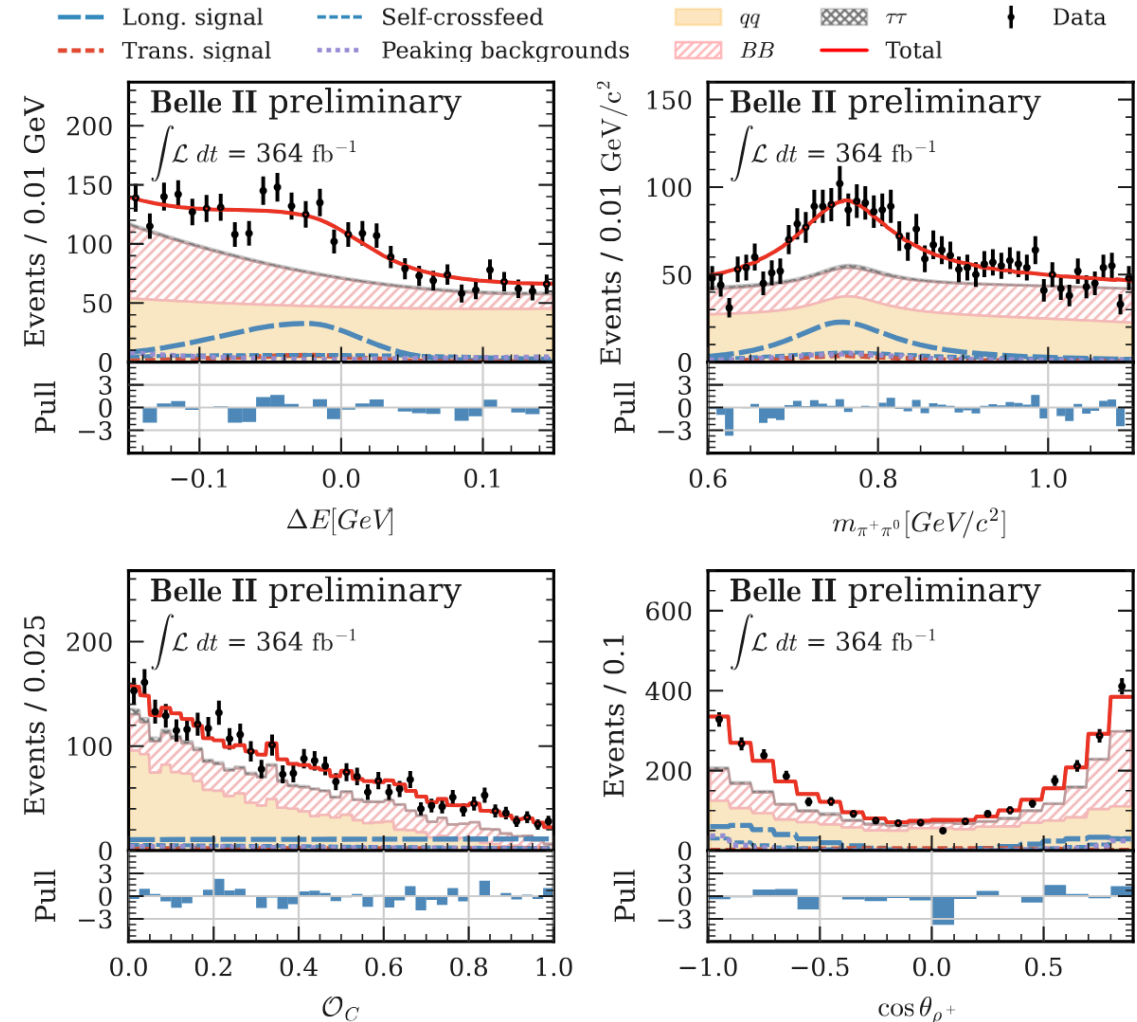 Long. signal Self-crossfeed qq ττ Data
Trans. signal Peaking backgrounds BB Total
Belle II preliminary
∫ℒ dt = 364 fb⁻¹
Events / 0.01 GeV
200
150
100
50
0
Pull
3
0
−3
−0.1 0.0 0.1
ΔE[GeV]
Belle II preliminary
∫ℒ dt = 364 fb⁻¹
Events / 0.01 GeV/c²
150
100
50
0
Pull
3
0
−3
0.6 0.8 1.0
m_{π⁺π⁰}[GeV/c²]
Belle II preliminary
∫ℒ dt = 364 fb⁻¹
Events / 0.025
200
100
0
Pull
3
0
−3
0.0 0.2 0.4 0.6 0.8 1.0
𝒪_C
Belle II preliminary
∫ℒ dt = 364 fb⁻¹
Events / 0.1
600
400
200
0
Pull
3
0
−3
−1.0 −0.5 0.0 0.5
cos θ_{ρ⁺}